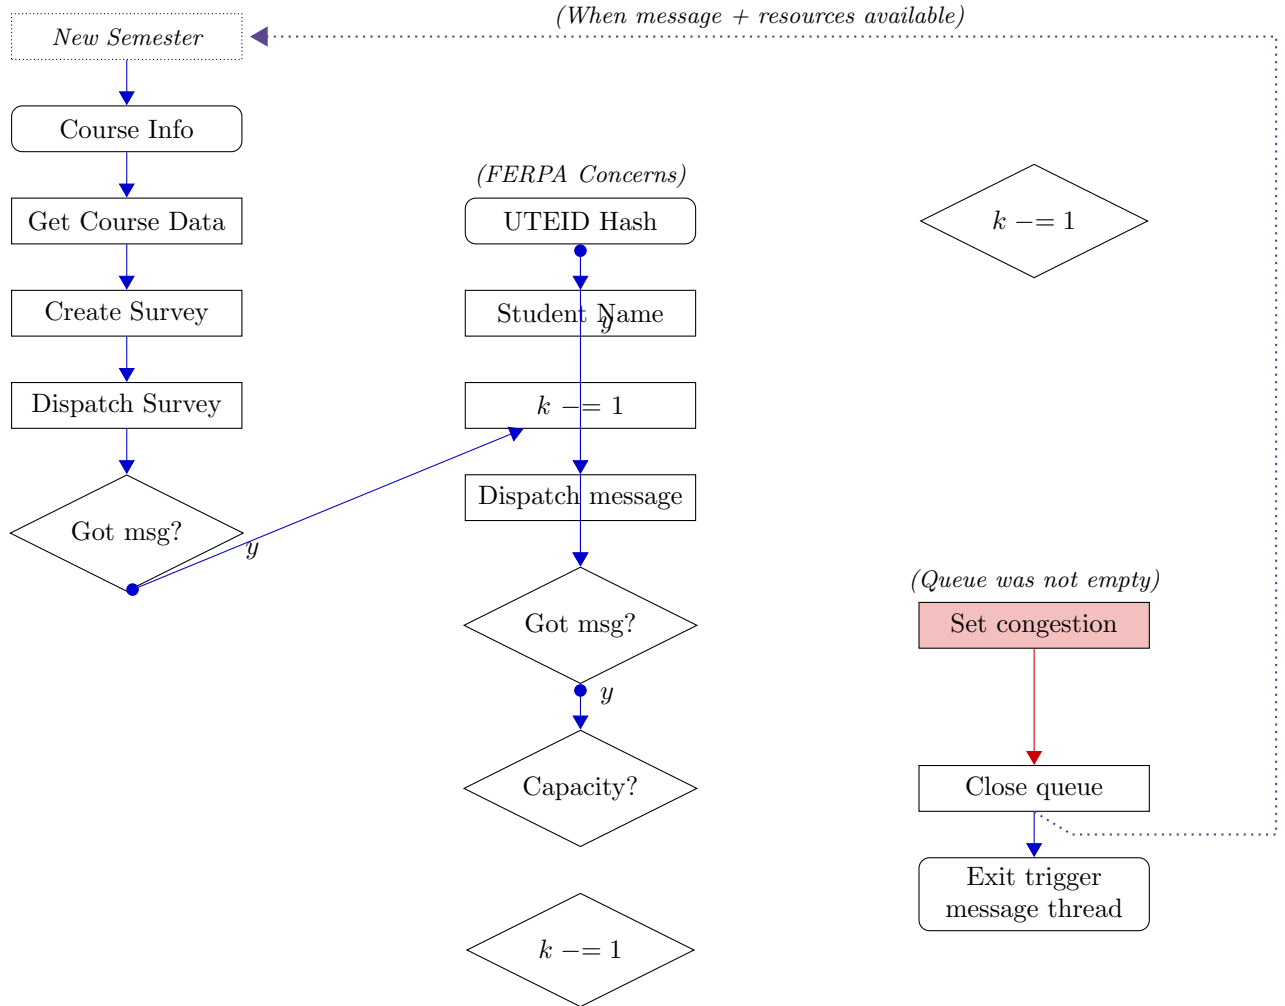 (When message + resources available)
New Semester
Course Info
Get Course Data
Create Survey
Dispatch Survey
Got msg?
y
(FERPA Concerns)
UTEID Hash
Student Name
y
k −= 1
Dispatch message
Got msg?
y
Capacity?
k −= 1
k −= 1
(Queue was not empty)
Set congestion
Close queue
Exit trigger
message thread